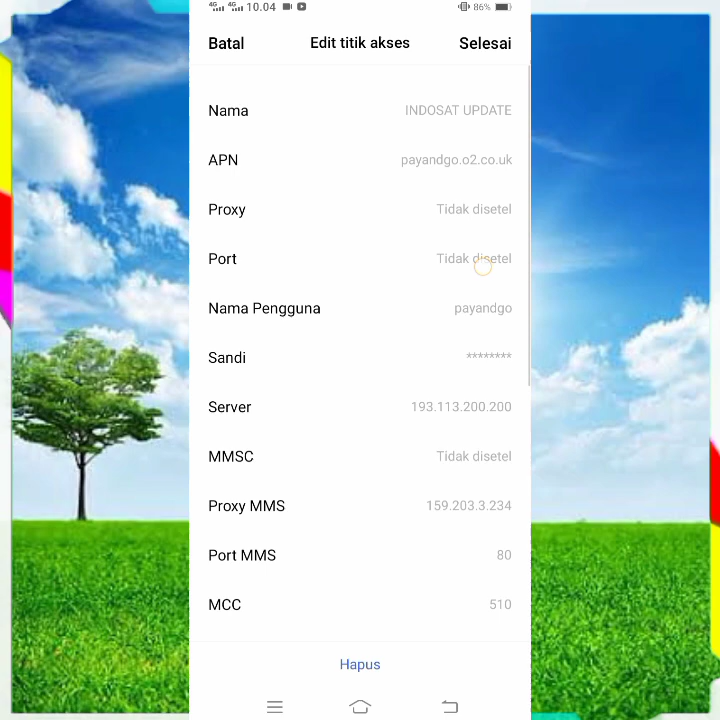 4G 4G 10.04 86%
Batal Edit titik akses Selesai
Nama INDOSAT UPDATE
APN payandgo.o2.co.uk
Proxy Tidak disetel
Port Tidak disetel
Nama Pengguna payandgo
Sandi ********
Server 193.113.200.200
MMSC Tidak disetel
Proxy MMS 159.203.3.234
Port MMS 80
MCC 510
Hapus